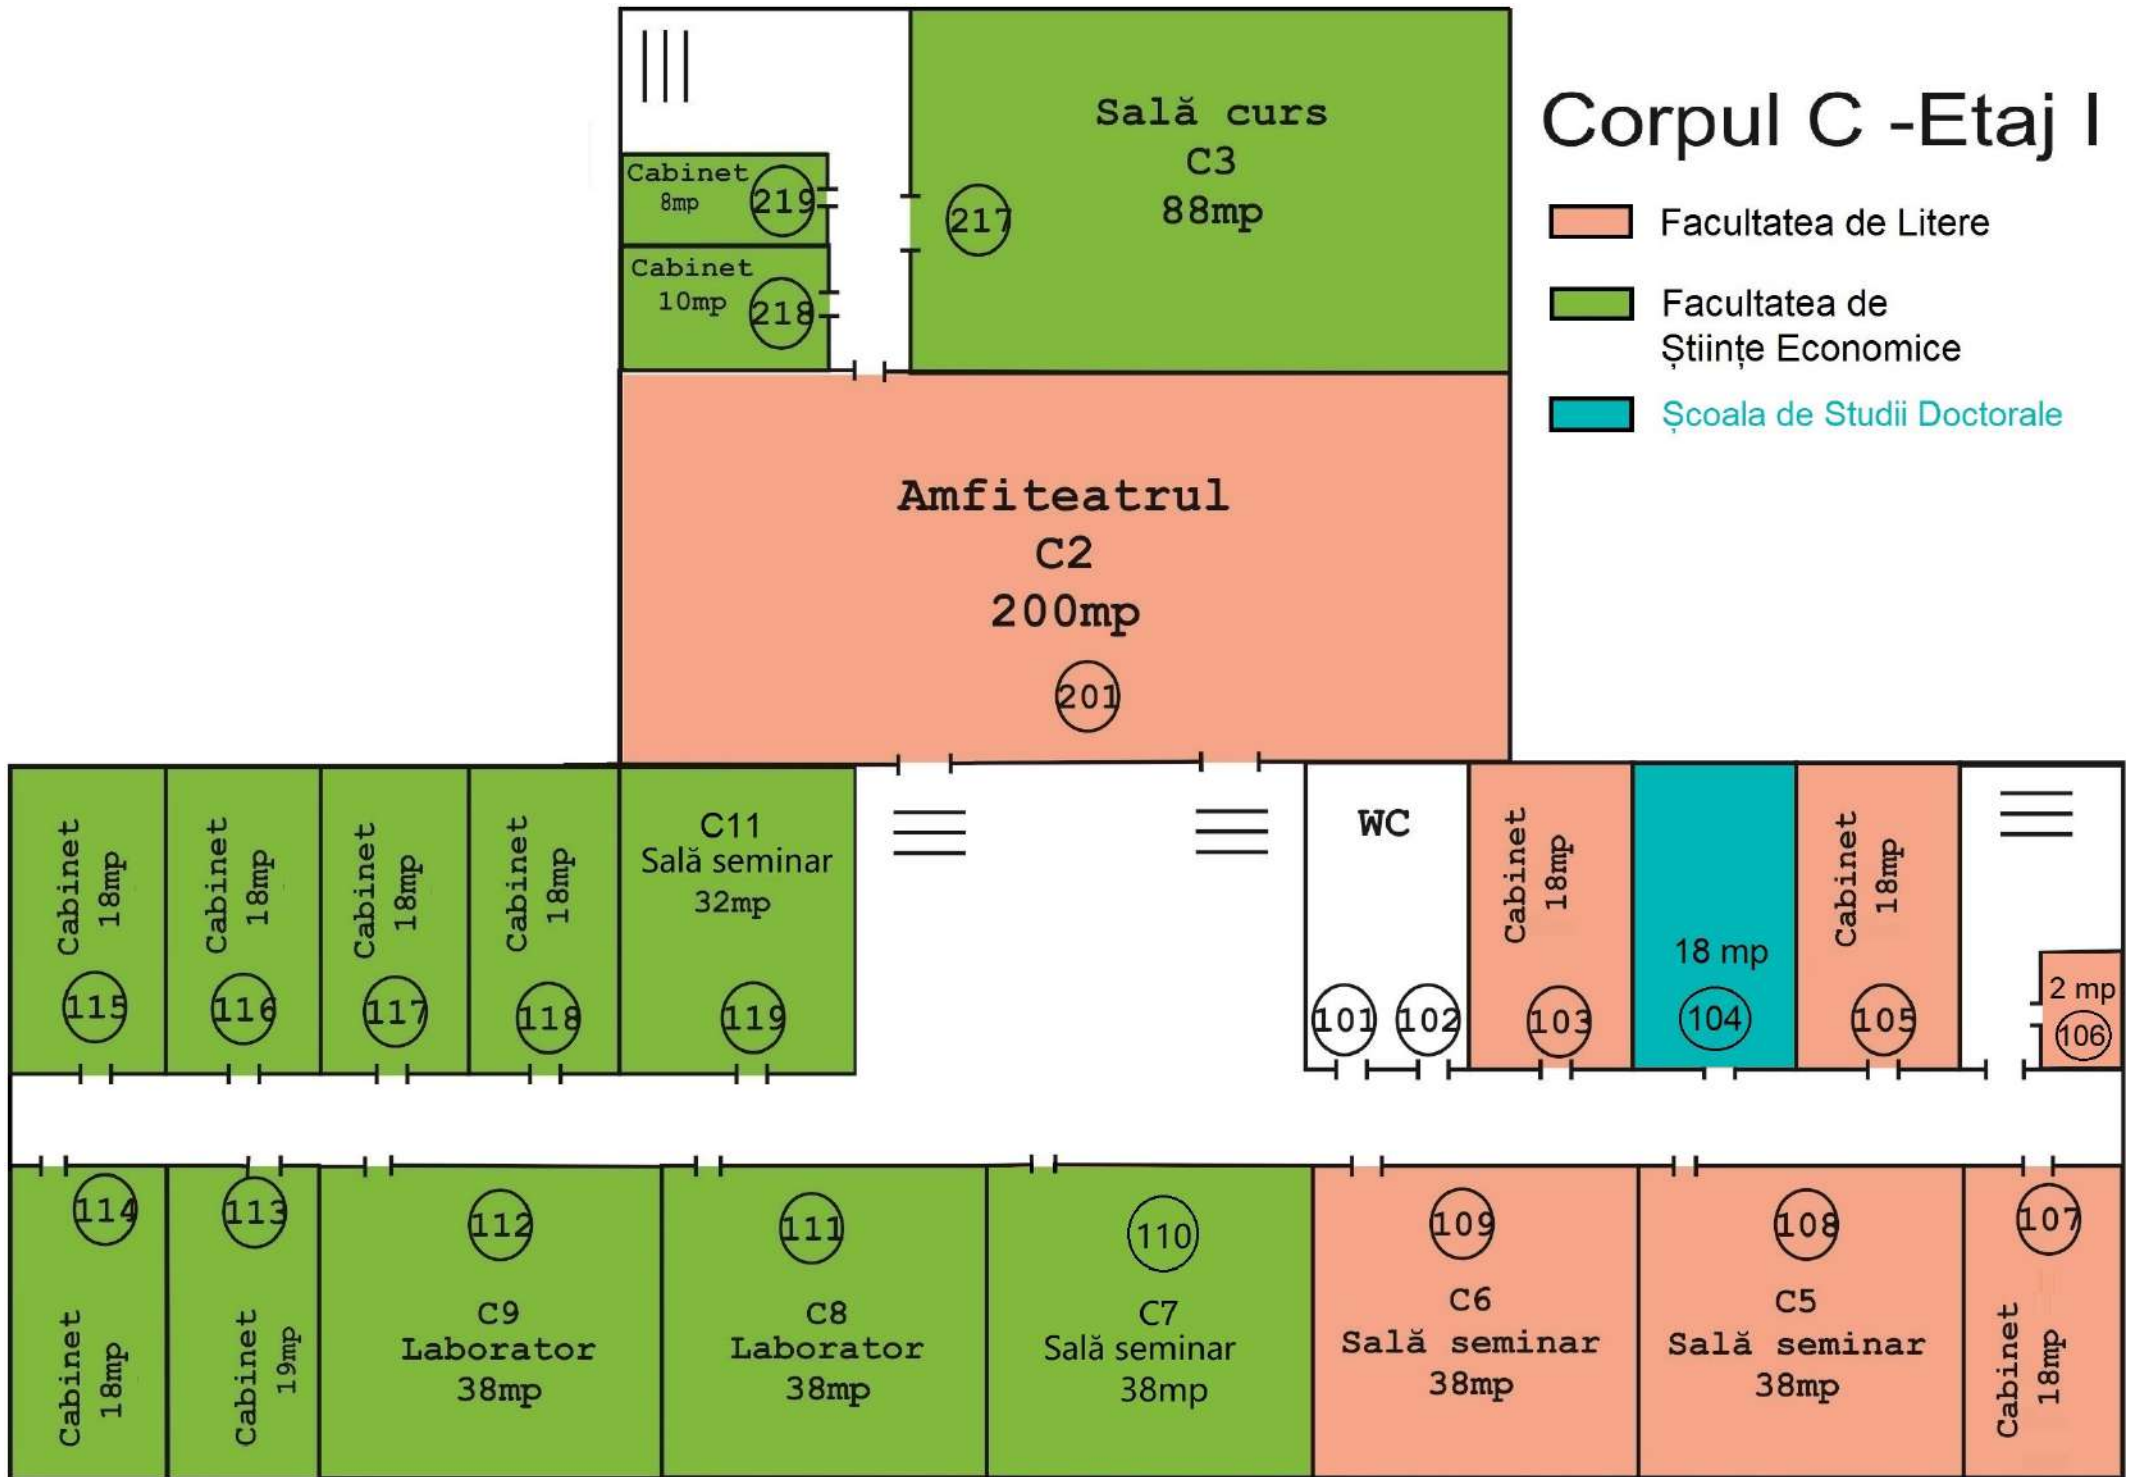 Corpul C -Etaj I
Facultatea de Litere
Facultatea de
Științe Economice
Școala de Studii Doctorale
Sală curs
C3
88mp
217
Cabinet
8mp
219
Cabinet
10mp
218
Amfiteatrul
C2
200mp
201
Cabinet
18mp
115
Cabinet
18mp
116
Cabinet
18mp
117
Cabinet
18mp
118
C11
Sală seminar
32mp
119
WC
101
102
Cabinet
18mp
103
18 mp
104
Cabinet
18mp
105
2 mp
106
114
Cabinet
18mp
113
Cabinet
19mp
112
C9
Laborator
38mp
111
C8
Laborator
38mp
110
C7
Sală seminar
38mp
109
C6
Sală seminar
38mp
108
C5
Sală seminar
38mp
107
Cabinet
18mp